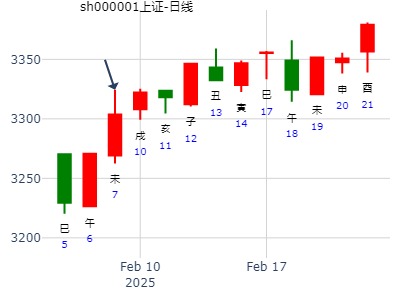 sh000001上证-日线
3350
3300
3250
3200
巳
5
午
6
未
7
戌
10
亥
11
子
12
丑
13
寅
14
巳
17
午
18
未
19
申
20
酉
21
Feb 10
2025
Feb 17